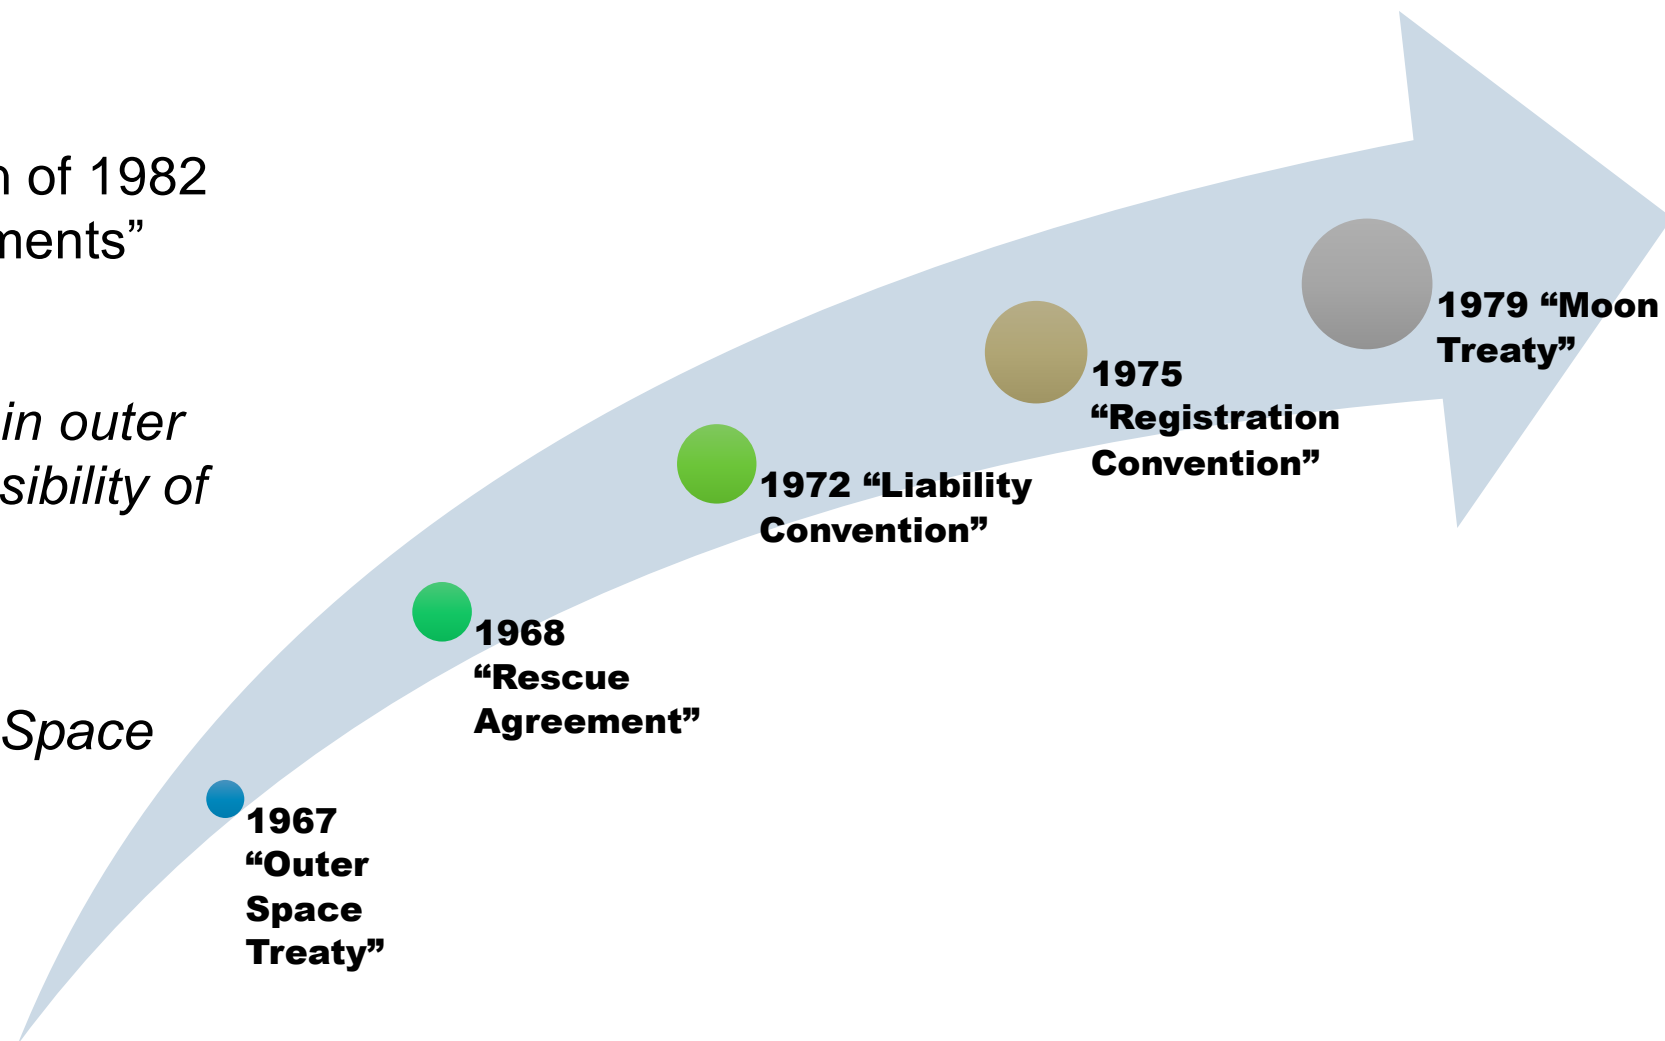 n of 1982
ments”
in outer
sibility of
Space
1967
“Outer
Space
Treaty”
1968
“Rescue
Agreement”
1972 “Liability
Convention”
1975
“Registration
Convention”
1979 “Moon
Treaty”